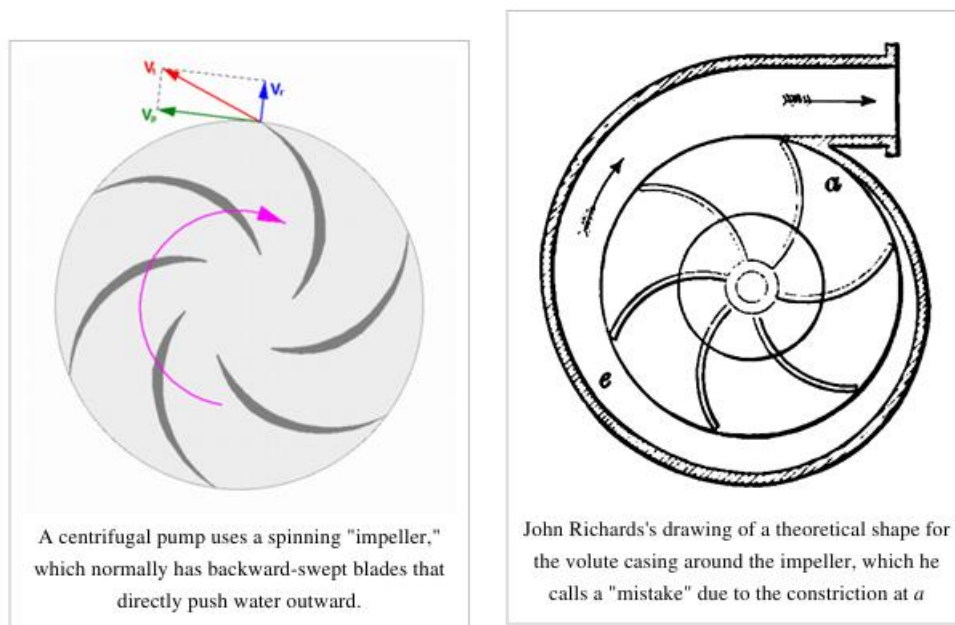 V₁
Vᵣ
Vₚ
A centrifugal pump uses a spinning "impeller,"
which normally has backward-swept blades that
directly push water outward.
a
e
John Richards's drawing of a theoretical shape for
the volute casing around the impeller, which he
calls a "mistake" due to the constriction at a